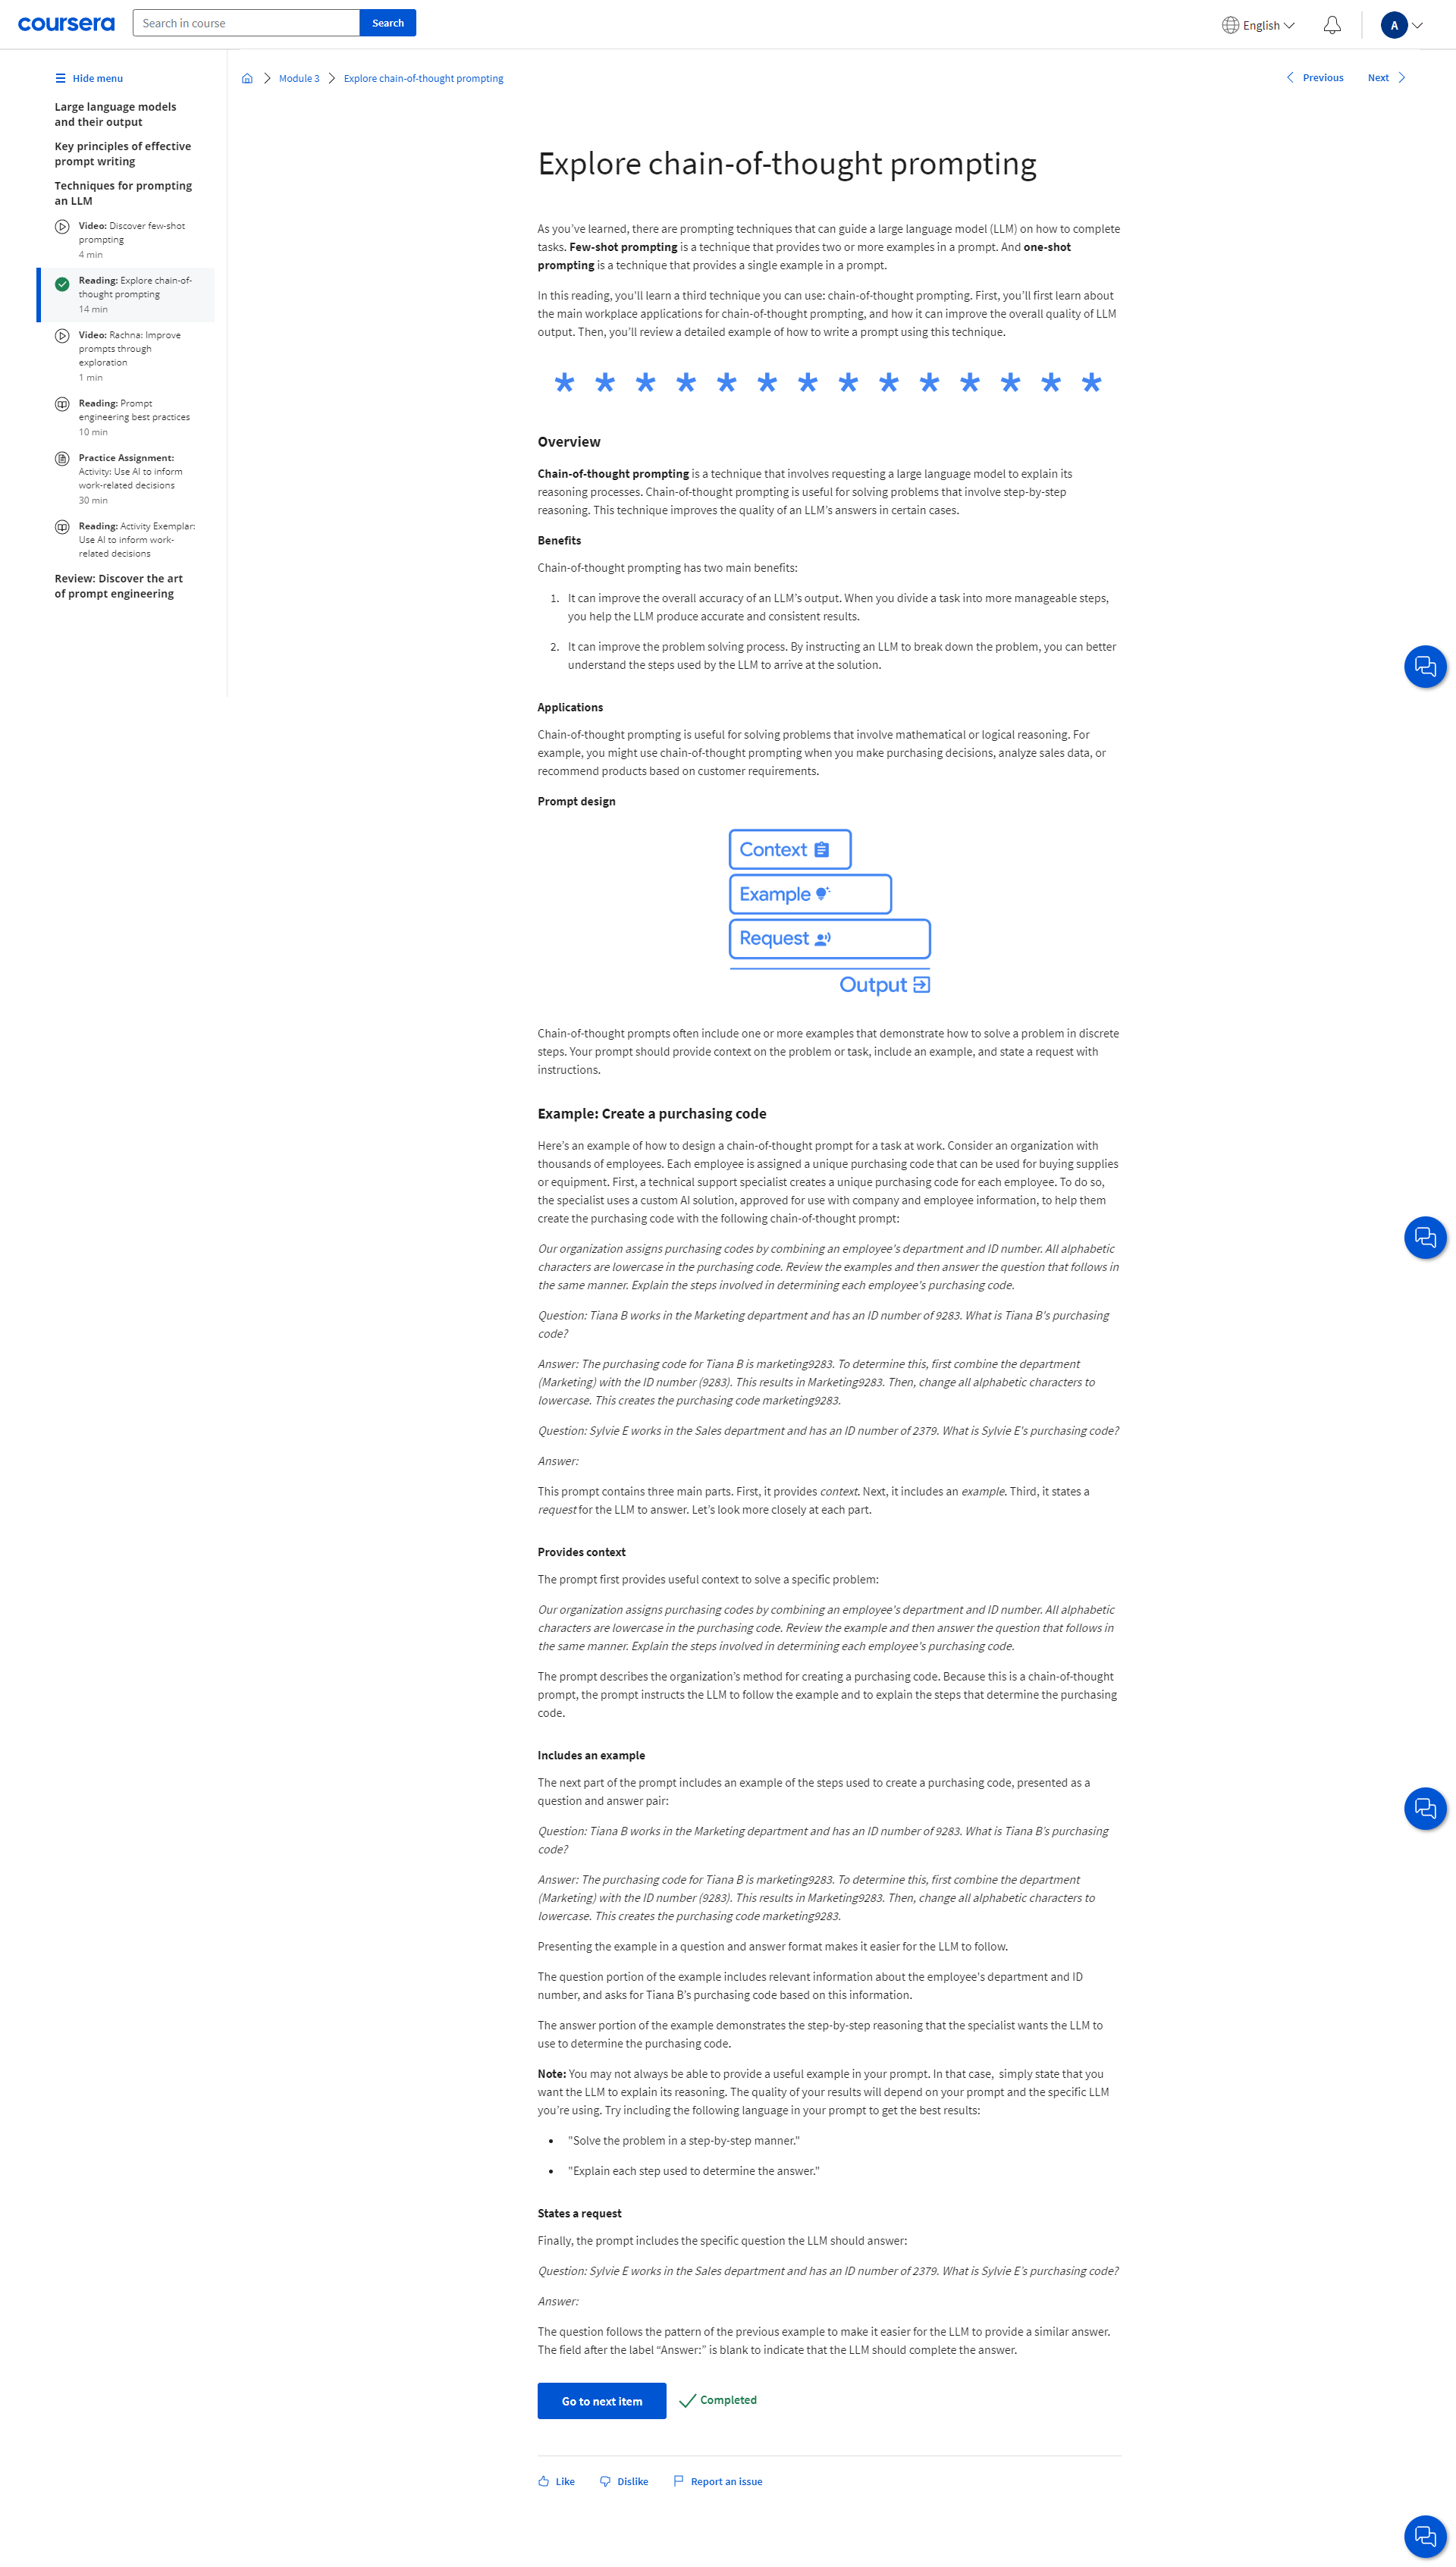 coursera
Search in course
Search
English
A
Hide menu
Large language models
and their output
Key principles of effective
prompt writing
Techniques for prompting
an LLM
Video: Discover few-shot
prompting
4 min
Reading: Explore chain-of-
thought prompting
14 min
Video: Rachna: Improve
prompts through
exploration
1 min
Reading: Prompt
engineering best practices
10 min
Practice Assignment:
Activity: Use AI to inform
work-related decisions
30 min
Reading: Activity Exemplar:
Use AI to inform work-
related decisions
Review: Discover the art
of prompt engineering
Module 3
Explore chain-of-thought prompting
Previous
Next
Explore chain-of-thought prompting
As you’ve learned, there are prompting techniques that can guide a large language model (LLM) on how to complete
tasks. Few-shot prompting is a technique that provides two or more examples in a prompt. And one-shot
prompting is a technique that provides a single example in a prompt.
In this reading, you’ll learn a third technique you can use: chain-of-thought prompting. First, you’ll first learn about
the main workplace applications for chain-of-thought prompting, and how it can improve the overall quality of LLM
output. Then, you’ll review a detailed example of how to write a prompt using this technique.
* * * * * * * * * * * * * *
Overview
Chain-of-thought prompting is a technique that involves requesting a large language model to explain its
reasoning processes. Chain-of-thought prompting is useful for solving problems that involve step-by-step
reasoning. This technique improves the quality of an LLM’s answers in certain cases.
Benefits
Chain-of-thought prompting has two main benefits:
1. It can improve the overall accuracy of an LLM’s output. When you divide a task into more manageable steps,
you help the LLM produce accurate and consistent results.
2. It can improve the problem solving process. By instructing an LLM to break down the problem, you can better
understand the steps used by the LLM to arrive at the solution.
Applications
Chain-of-thought prompting is useful for solving problems that involve mathematical or logical reasoning. For
example, you might use chain-of-thought prompting when you make purchasing decisions, analyze sales data, or
recommend products based on customer requirements.
Prompt design
Context
Example
Request
Output
Chain-of-thought prompts often include one or more examples that demonstrate how to solve a problem in discrete
steps. Your prompt should provide context on the problem or task, include an example, and state a request with
instructions.
Example: Create a purchasing code
Here’s an example of how to design a chain-of-thought prompt for a task at work. Consider an organization with
thousands of employees. Each employee is assigned a unique purchasing code that can be used for buying supplies
or equipment. First, a technical support specialist creates a unique purchasing code for each employee. To do so,
the specialist uses a custom AI solution, approved for use with company and employee information, to help them
create the purchasing code with the following chain-of-thought prompt:
Our organization assigns purchasing codes by combining an employee's department and ID number. All alphabetic
characters are lowercase in the purchasing code. Review the examples and then answer the question that follows in
the same manner. Explain the steps involved in determining each employee's purchasing code.
Question: Tiana B works in the Marketing department and has an ID number of 9283. What is Tiana B's purchasing
code?
Answer: The purchasing code for Tiana B is marketing9283. To determine this, first combine the department
(Marketing) with the ID number (9283). This results in Marketing9283. Then, change all alphabetic characters to
lowercase. This creates the purchasing code marketing9283.
Question: Sylvie E works in the Sales department and has an ID number of 2379. What is Sylvie E's purchasing code?
Answer:
This prompt contains three main parts. First, it provides context. Next, it includes an example. Third, it states a
request for the LLM to answer. Let’s look more closely at each part.
Provides context
The prompt first provides useful context to solve a specific problem:
Our organization assigns purchasing codes by combining an employee's department and ID number. All alphabetic
characters are lowercase in the purchasing code. Review the example and then answer the question that follows in
the same manner. Explain the steps involved in determining each employee's purchasing code.
The prompt describes the organization’s method for creating a purchasing code. Because this is a chain-of-thought
prompt, the prompt instructs the LLM to follow the example and to explain the steps that determine the purchasing
code.
Includes an example
The next part of the prompt includes an example of the steps used to create a purchasing code, presented as a
question and answer pair:
Question: Tiana B works in the Marketing department and has an ID number of 9283. What is Tiana B’s purchasing
code?
Answer: The purchasing code for Tiana B is marketing9283. To determine this, first combine the department
(Marketing) with the ID number (9283). This results in Marketing9283. Then, change all alphabetic characters to
lowercase. This creates the purchasing code marketing9283.
Presenting the example in a question and answer format makes it easier for the LLM to follow.
The question portion of the example includes relevant information about the employee's department and ID
number, and asks for Tiana B’s purchasing code based on this information.
The answer portion of the example demonstrates the step-by-step reasoning that the specialist wants the LLM to
use to determine the purchasing code.
Note: You may not always be able to provide a useful example in your prompt. In that case, simply state that you
want the LLM to explain its reasoning. The quality of your results will depend on your prompt and the specific LLM
you’re using. Try including the following language in your prompt to get the best results:
• "Solve the problem in a step-by-step manner."
• "Explain each step used to determine the answer."
States a request
Finally, the prompt includes the specific question the LLM should answer:
Question: Sylvie E works in the Sales department and has an ID number of 2379. What is Sylvie E’s purchasing code?
Answer:
The question follows the pattern of the previous example to make it easier for the LLM to provide a similar answer.
The field after the label “Answer:” is blank to indicate that the LLM should complete the answer.
Go to next item
Completed
Like
Dislike
Report an issue